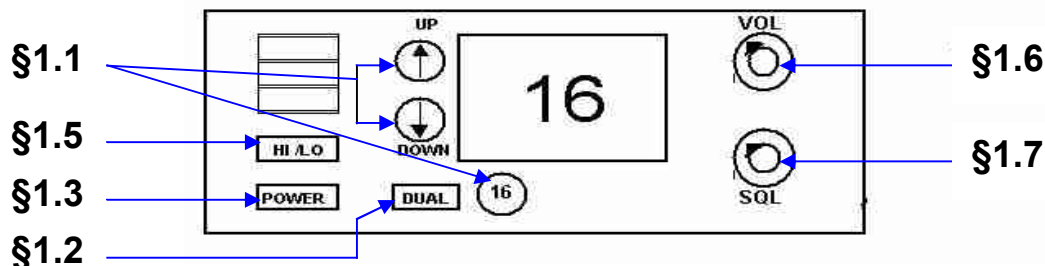 UP
VOL
§1.1
§1.6
16
§1.5
HI /LO
DOWN
§1.7
§1.3
POWER
DUAL
16
SQL
§1.2